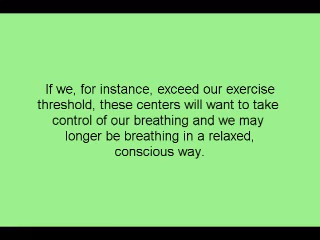 If we, for instance, exceed our exercise
threshold, these centers will want to take
control of our breathing and we may
longer be breathing in a relaxed,
conscious way.